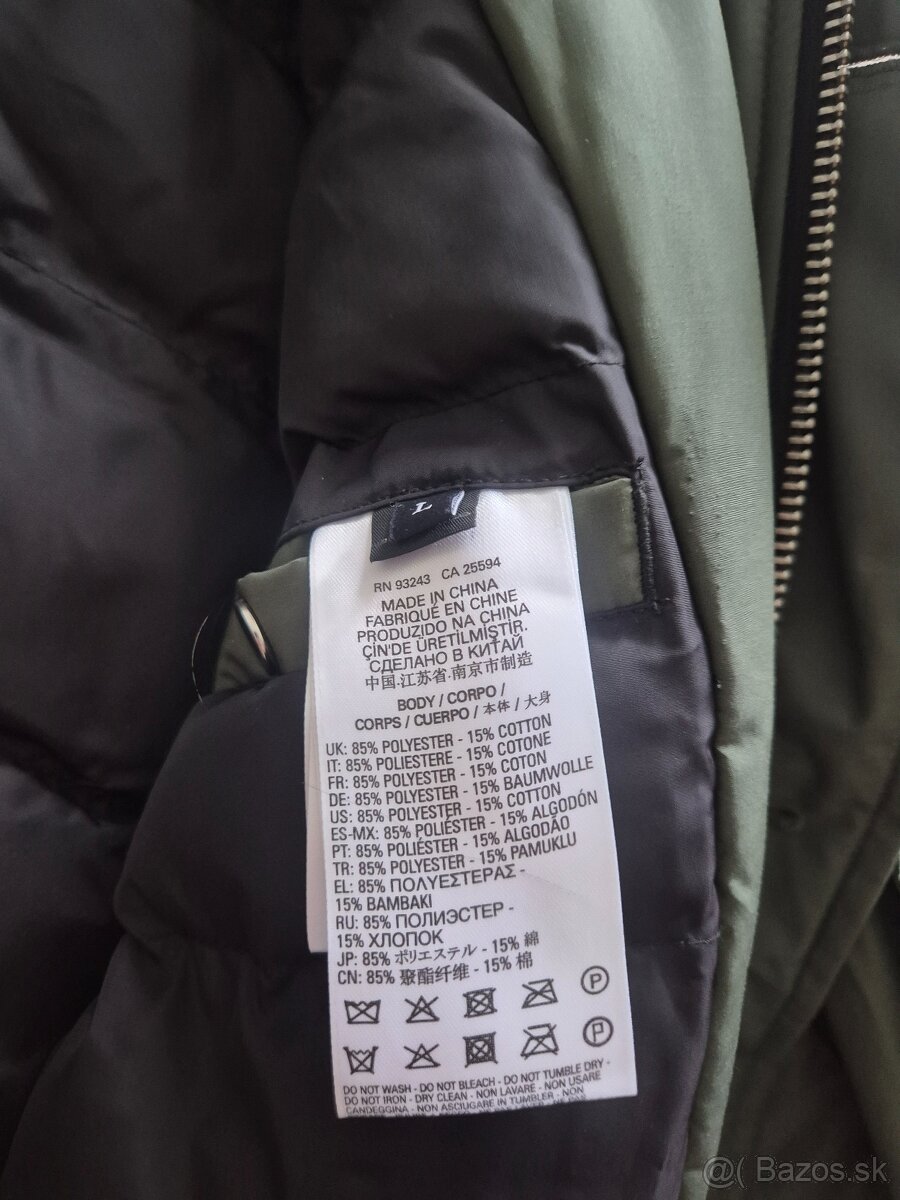 L
RN 93243 CA 25594
MADE IN CHINA
FABRIQUÉ EN CHINE
PRODUZIDO NA CHINA
ÇİN'DE ÜRETİLMİŞTİR.
СДЕЛАНО В КИТАЙ
中国.江苏省.南京市制造
BODY / CORPO /
CORPS / CUERPO / 本体 / 大身
UK: 85% POLYESTER - 15% COTTON
IT: 85% POLIESTERE - 15% COTONE
FR: 85% POLYESTER - 15% COTON
DE: 85% POLYESTER - 15% BAUMWOLLE
US: 85% POLYESTER - 15% COTTON
ES-MX: 85% POLIÉSTER - 15% ALGODÓN
PT: 85% POLIÉSTER - 15% ALGODÃO
TR: 85% POLYESTER - 15% PAMUKLU
EL: 85% ΠΟΛΥΕΣΤΕΡΑΣ -
15% BAMBAKI
RU: 85% ПОЛИЭСТЕР -
15% ХЛОПОК
JP: 85% ポリエステル - 15% 綿
CN: 85% 聚酯纤维 - 15% 棉
P
P
DO NOT WASH - DO NOT BLEACH - DO NOT TUMBLE DRY -
DO NOT IRON - DRY CLEAN - NON LAVARE - NON USARE
CANDEGGINA - NON ASCIUGARE IN TUMBLER - NON
@( Bazos.sk